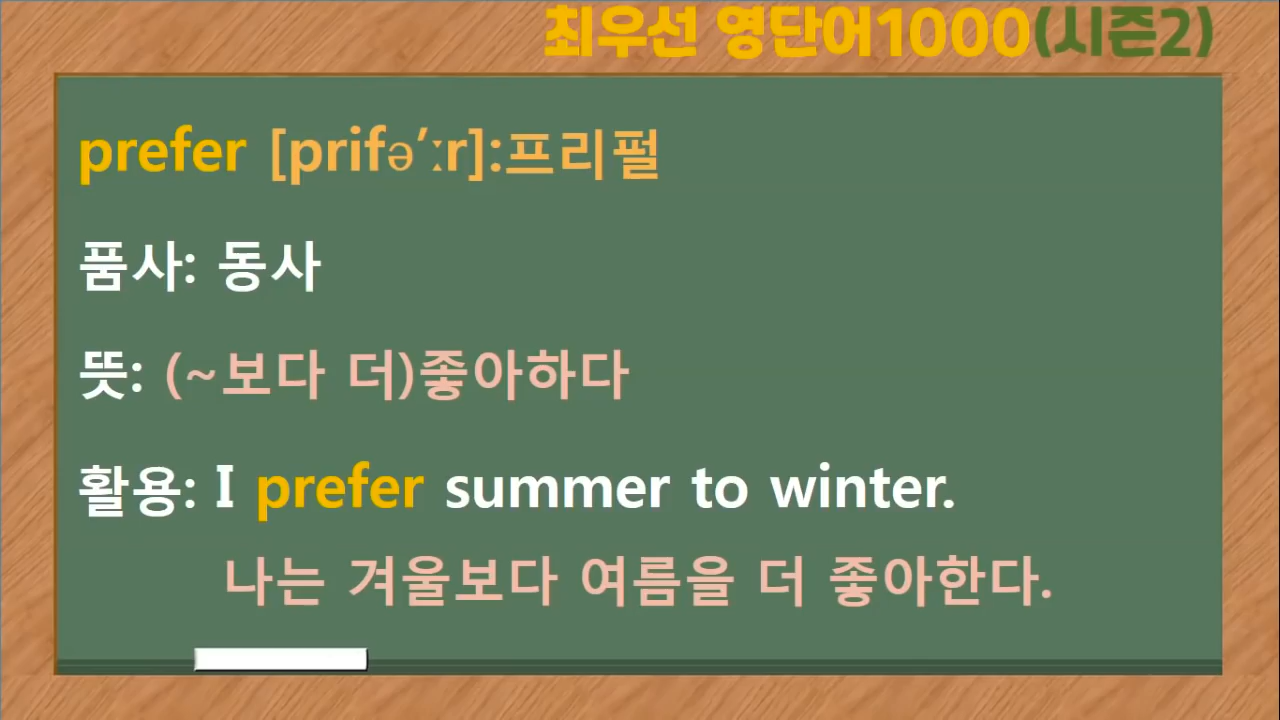 최우선 영단어1000(시즌2)
prefer [prifə′ːr]:프리펄
품사: 동사
뜻: (~보다 더)좋아하다
활용: I prefer summer to winter.
나는 겨울보다 여름을 더 좋아한다.